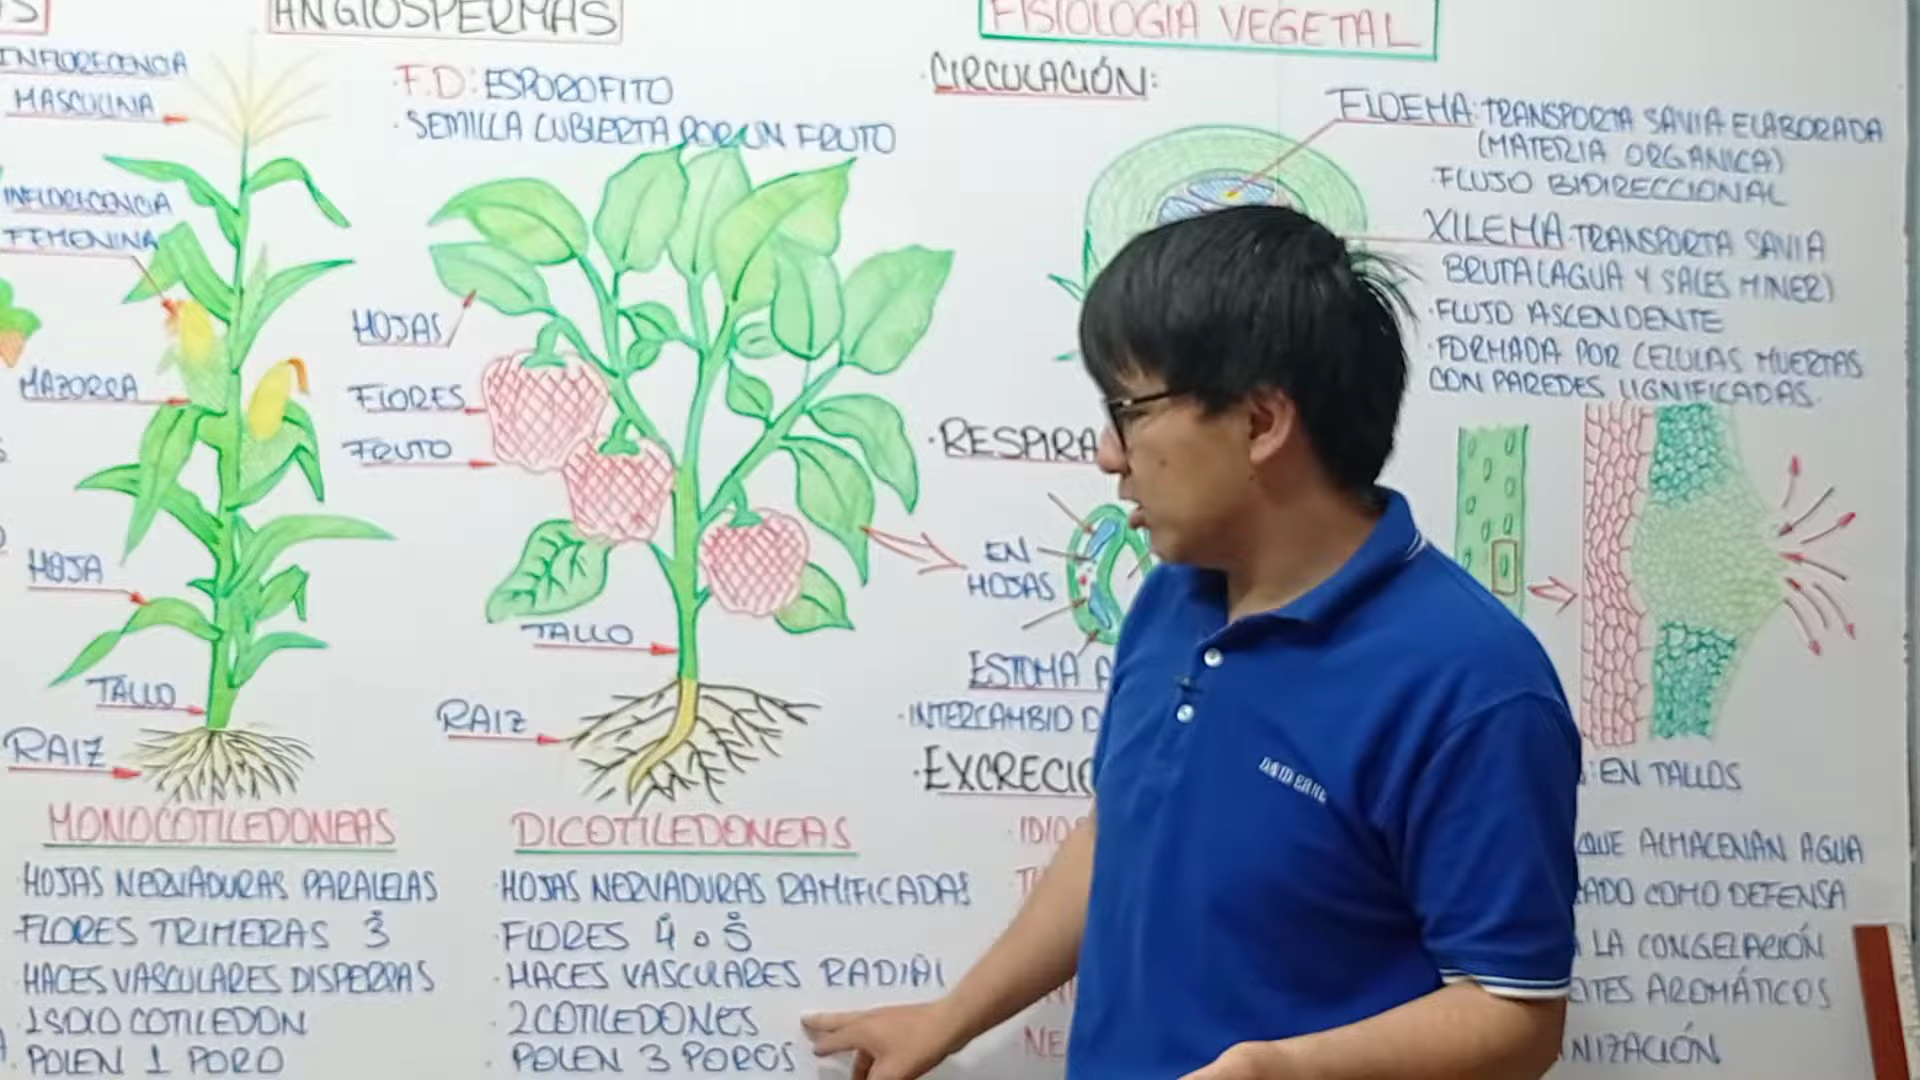 ANGIOSPERMAS
F.D: ESPOROFITO
· SEMILLA CUBIERTA POR UN FRUTO
INFLORECENCIA
MASCULINA
INFLORECENCIA
FEMENINA
MAZORCA
HOJA
TALLO
RAIZ
HOJAS
FLORES
FRUTO
TALLO
RAIZ
MONOCOTILEDONEAS
· HOJAS NERVADURAS PARALELAS
· FLORES TRIMERAS 3
· HACES VASCULARES DISPERSAS
· 1 SOLO COTILEDON
· POLEN 1 PORO
DICOTILEDONEAS
· HOJAS NERVADURAS RAMIFICADAS
· FLORES 4 o 5
· HACES VASCULARES RADIAL
· 2 COTILEDONES
· POLEN 3 POROS
FISIOLOGIA VEGETAL
· CIRCULACIÓN:
FLOEMA: TRANSPORTA SAVIA ELABORADA
(MATERIA ORGANICA)
· FLUJO BIDIRECCIONAL
XILEMA: TRANSPORTA SAVIA
BRUTA (AGUA Y SALES MINER)
· FLUJO ASCENDENTE
· FORMADA POR CELULAS MUERTAS
CON PAREDES LIGNIFICADAS.
· RESPIRA
EN
HOJAS
ESTOMA
· INTERCAMBIO D
: EN TALLOS
· EXCRECIO
QUE ALMACENAN AGUA
COMO DEFENSA
LA CONGELACIÓN
AROMÁTICOS
NIZACIÓN